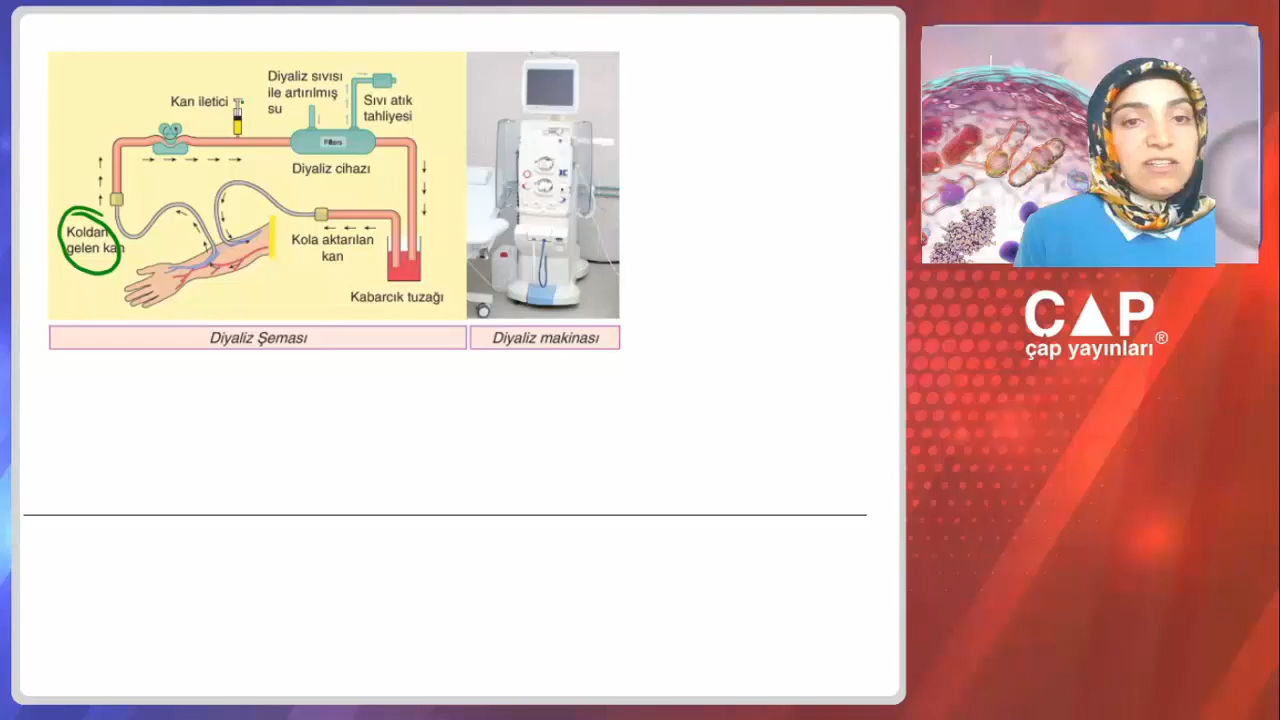 Diyaliz sıvısı
ile artırılmış
su
Kan iletici
Sıvı atık
tahliyesi
Filters
Diyaliz cihazı
Koldan
gelen kan
Kola aktarılan
kan
Kabarcık tuzağı
Diyaliz Şeması
Diyaliz makinası
ÇAP
çap yayınları®